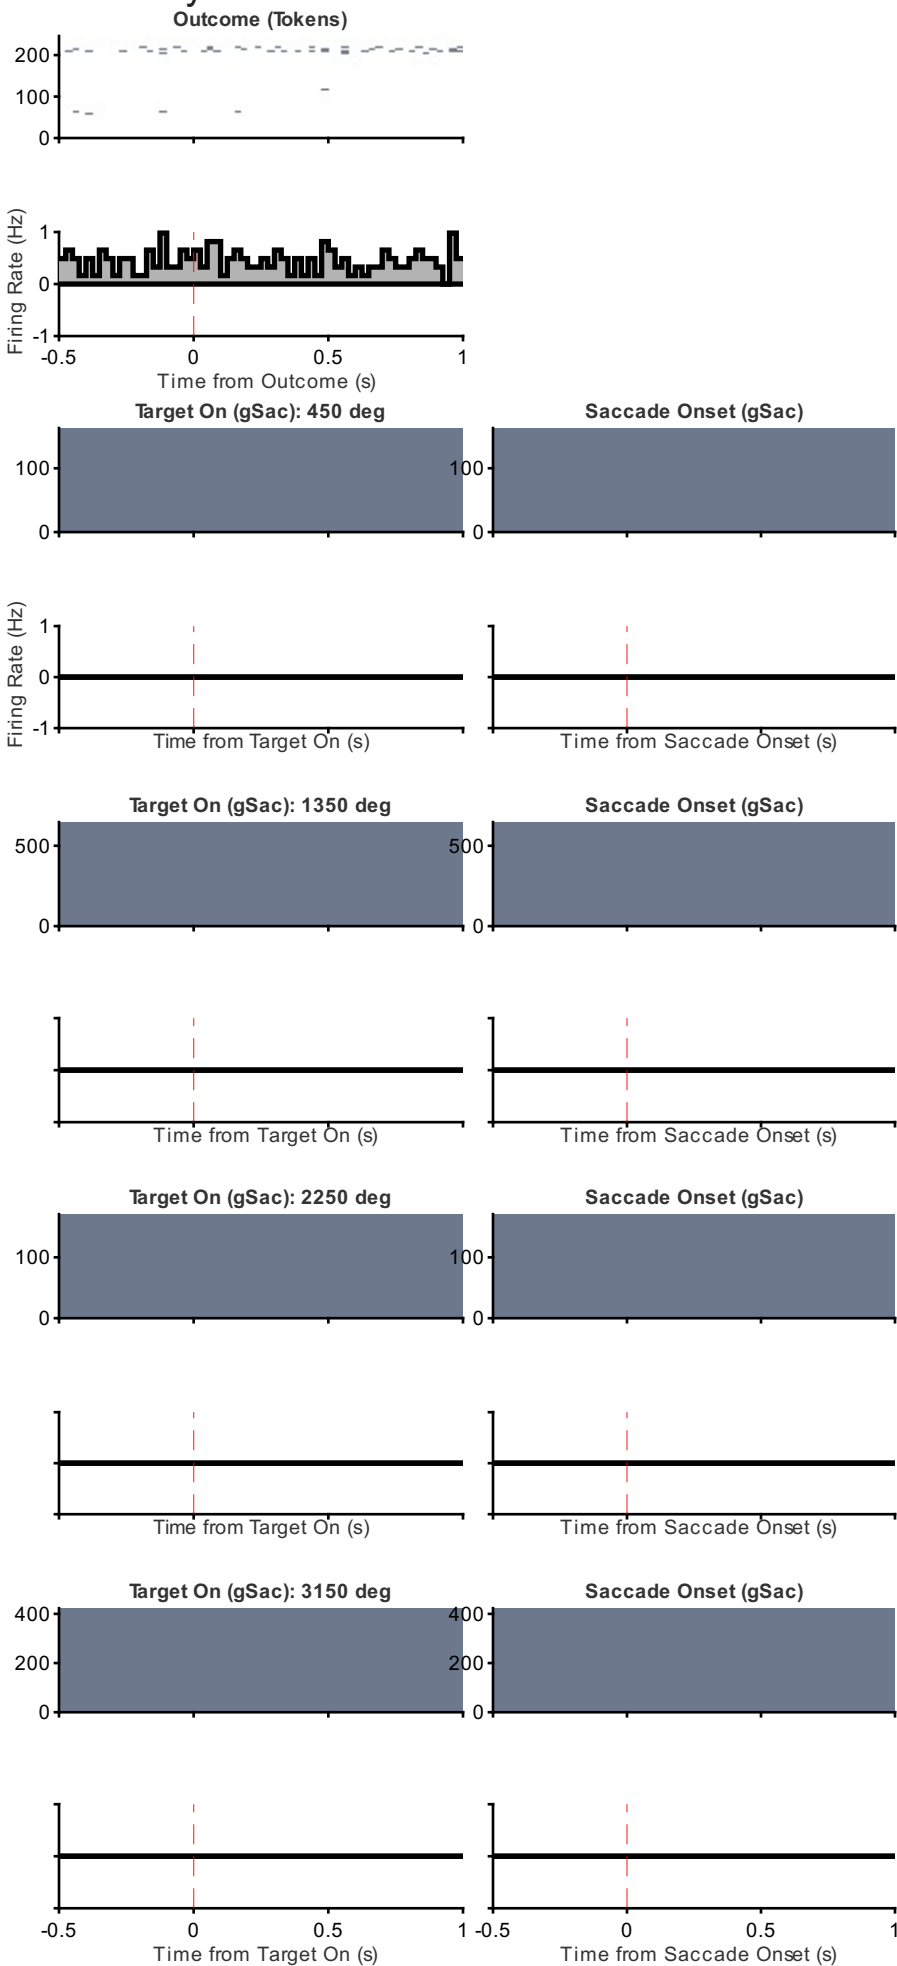 Outcome (Tokens)
200
100
0
Firing Rate (Hz)
1
0
-1
-0.5 0 0.5 1
Time from Outcome (s)
Target On (gSac): 450 deg Saccade Onset (gSac)
100 100
0 0
Firing Rate (Hz)
1
0
-1
Time from Target On (s) Time from Saccade Onset (s)
Target On (gSac): 1350 deg Saccade Onset (gSac)
500 500
0 0
Time from Target On (s) Time from Saccade Onset (s)
Target On (gSac): 2250 deg Saccade Onset (gSac)
100 100
0 0
Time from Target On (s) Time from Saccade Onset (s)
Target On (gSac): 3150 deg Saccade Onset (gSac)
400 400
200 200
0 0
-0.5 0 0.5 1 -0.5 0 0.5 1
Time from Target On (s) Time from Saccade Onset (s)